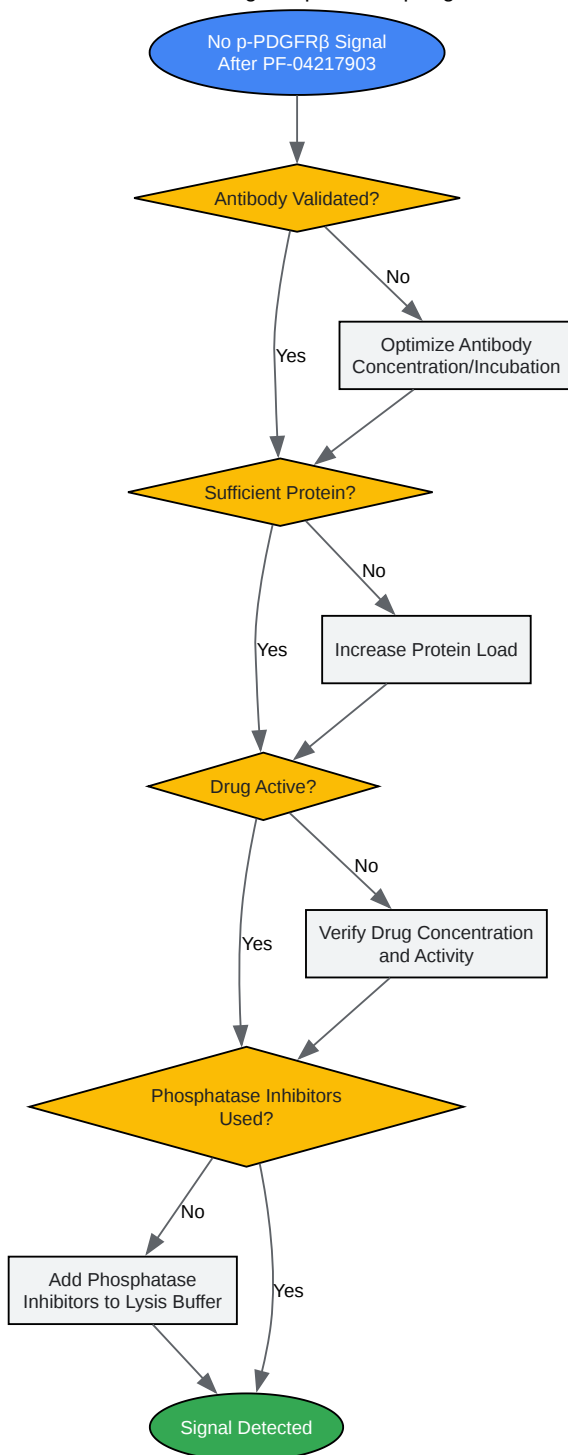 No p-PDGFRβ Signal
After PF-04217903
Antibody Validated?
No
Yes
Optimize Antibody
Concentration/Incubation
Sufficient Protein?
No
Yes
Increase Protein Load
Drug Active?
No
Yes
Verify Drug Concentration
and Activity
Phosphatase Inhibitors
Used?
No
Yes
Add Phosphatase
Inhibitors to Lysis Buffer
Signal Detected